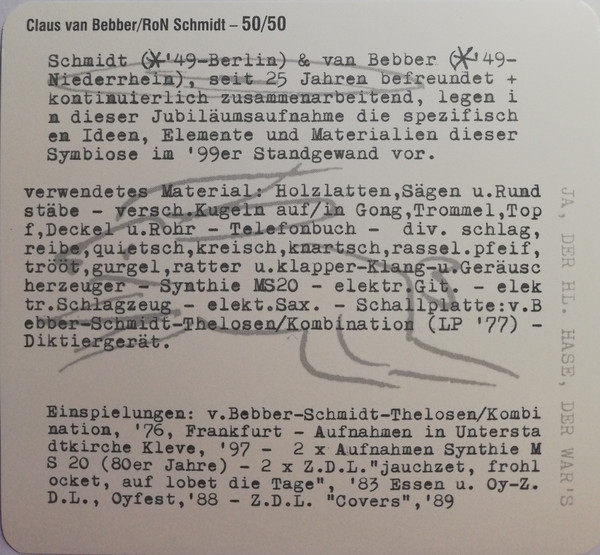 Claus van Bebber/RoN Schmidt – 50/50
Schmidt (*'49-Berlin) & van Bebber (*'49-
Niederrhein), seit 25 Jahren befreundet +
kontinuierlich zusammenarbeitend, legen i
n dieser Jubiläumsaufnahme die spezifisch
en Ideen, Elemente und Materialien dieser
Symbiose im '99er Standgewand vor.
verwendetes Material: Holzlatten,Sägen u.Rund
stäbe - versch.Kugeln auf/in Gong,Trommel,Top
f,Deckel u.Rohr - Telefonbuch - div. schlag,
reibe,quietsch,kreisch,knartsch,rassel.pfeif,
trööt,gurgel,ratter u.klapper-Klang-u.Geräusc
herzeuger - Synthie MS20 - elektr.Git. - elek
tr.Schlagzeug - elekt.Sax. - Schallplatte:v.B
ebber-Schmidt-Thelosen/Kombination (LP '77) -
Diktiergerät.
Einspielungen: v.Bebber-Schmidt-Thelosen/Kombi
nation, '76, Frankfurt - Aufnahmen in Untersta
dtkirche Kleve, '97 - 2 x Aufnahmen Synthie M
S 20 (80er Jahre) - 2 x Z.D.L."jauchzet, frohl
ocket, auf lobet die Tage", '83 Essen u. Oy-Z.
D.L., Oyfest,'88 - Z.D.L. "Covers",'89
JA, DER HL. HASE, DER WAR'S